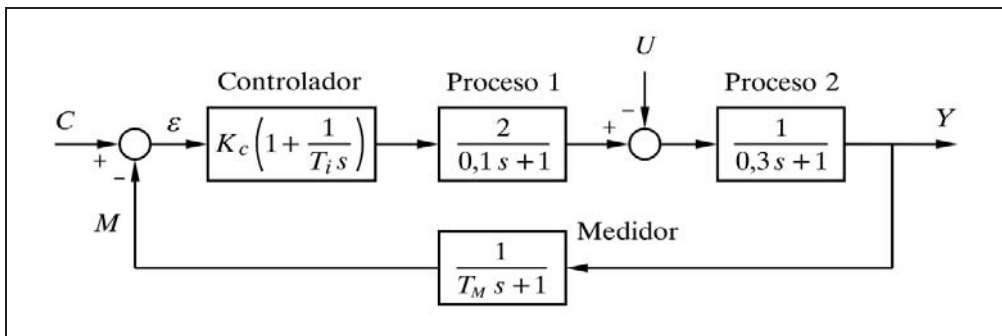 U
Controlador
Proceso 1
Proceso 2
C
ε
K_c(1 + 1/(T_i s))
2/(0,1 s + 1)
1/(0,3 s + 1)
Y
+
−
+
−
M
Medidor
1/(T_M s + 1)